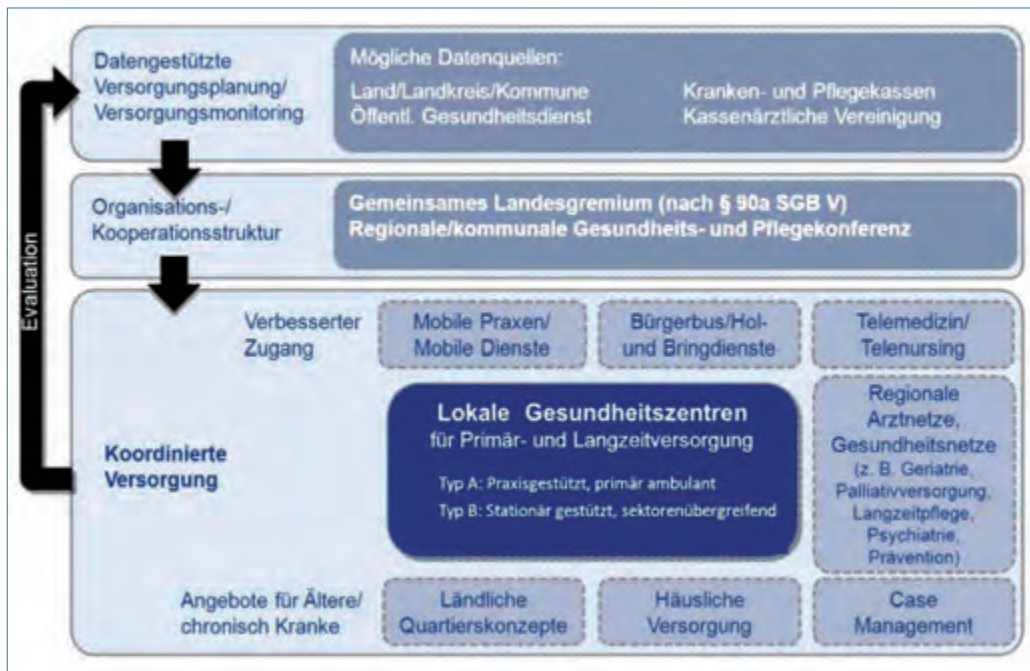 Datengestützte
Versorgungsplanung/
Versorgungsmonitoring
Mögliche Datenquellen:
Land/Landkreis/Kommune
Öffentl. Gesundheitsdienst
Kranken- und Pflegekassen
Kassenärztliche Vereinigung
Organisations-/
Kooperationsstruktur
Gemeinsames Landesgremium (nach § 90a SGB V)
Regionale/kommunale Gesundheits- und Pflegekonferenz
Evaluation
Verbesserter
Zugang
Mobile Praxen/
Mobile Dienste
Bürgerbus/Hol-
und Bringdienste
Telemedizin/
Telenursing
Koordinierte
Versorgung
Lokale Gesundheitszentren
für Primär- und Langzeitversorgung
Typ A: Praxisgestützt, primär ambulant
Typ B: Stationär gestützt, sektorenübergreifend
Regionale
Arztnetze,
Gesundheitsnetze
(z. B. Geriatrie,
Palliativversorgung,
Langzeitpflege,
Psychiatrie,
Prävention)
Angebote für Ältere/
chronisch Kranke
Ländliche
Quartierskonzepte
Häusliche
Versorgung
Case
Management